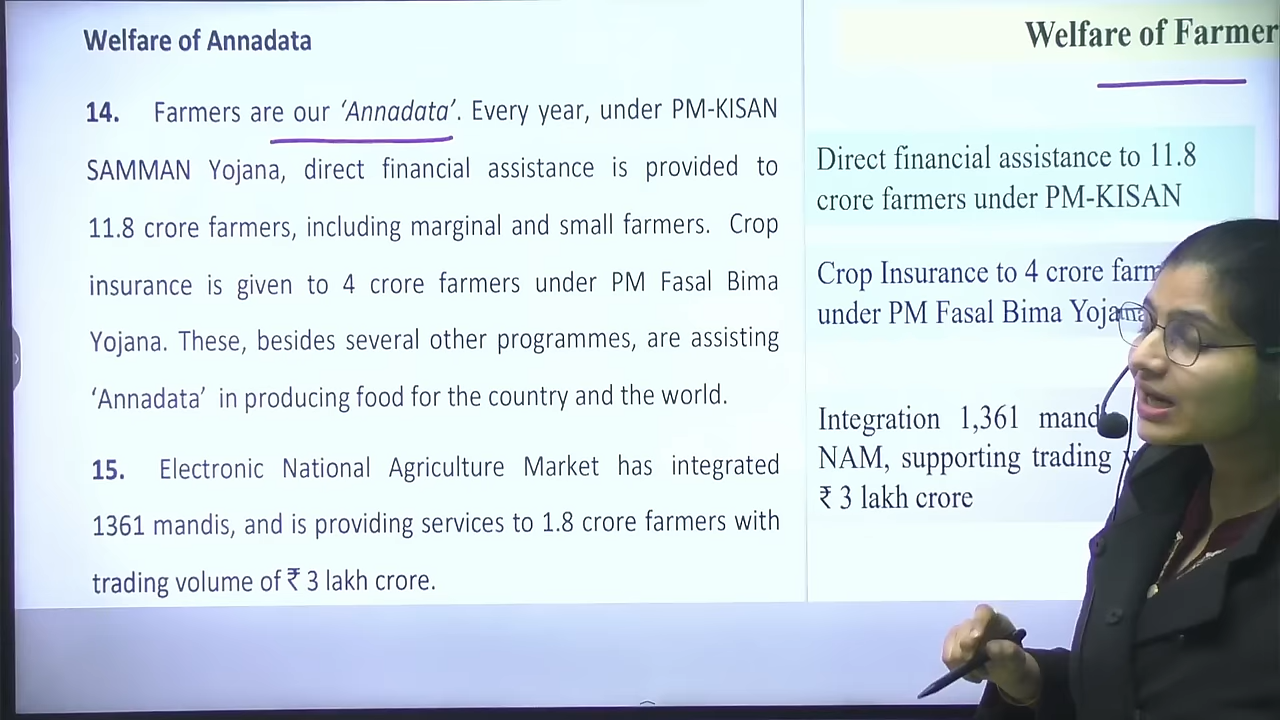 Welfare of Annadata
14. Farmers are our ‘Annadata’. Every year, under PM-KISAN
SAMMAN Yojana, direct financial assistance is provided to
11.8 crore farmers, including marginal and small farmers. Crop
insurance is given to 4 crore farmers under PM Fasal Bima
Yojana. These, besides several other programmes, are assisting
‘Annadata’ in producing food for the country and the world.
15. Electronic National Agriculture Market has integrated
1361 mandis, and is providing services to 1.8 crore farmers with
trading volume of ₹ 3 lakh crore.
Welfare of Farmer
Direct financial assistance to 11.8
crore farmers under PM-KISAN
Crop Insurance to 4 crore farm
under PM Fasal Bima Yojana
Integration 1,361 mand
NAM, supporting trading
₹ 3 lakh crore